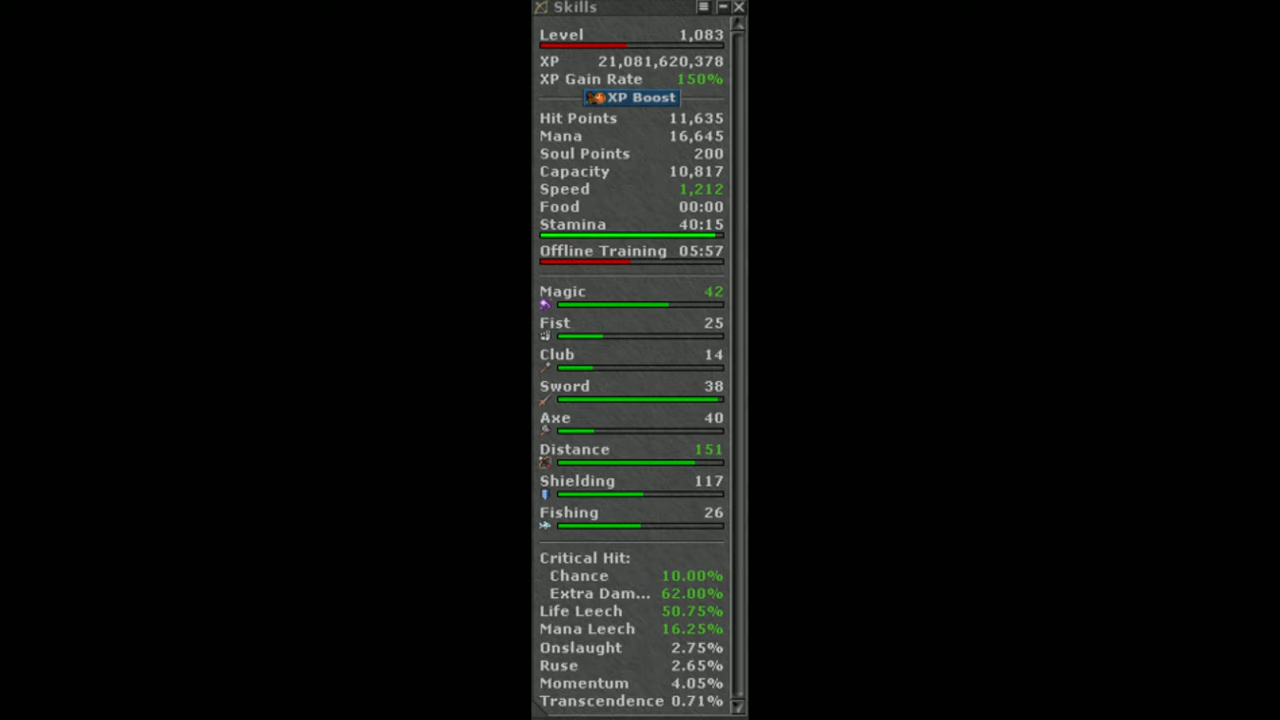 Skills
Level 1,083
XP 21,081,620,378
XP Gain Rate 150%
XP Boost
Hit Points 11,635
Mana 16,645
Soul Points 200
Capacity 10,817
Speed 1,212
Food 00:00
Stamina 40:15
Offline Training 05:57
Magic 42
Fist 25
Club 14
Sword 38
Axe 40
Distance 151
Shielding 117
Fishing 26
Critical Hit:
Chance 10.00%
Extra Dam... 62.00%
Life Leech 50.75%
Mana Leech 16.25%
Onslaught 2.75%
Ruse 2.65%
Momentum 4.05%
Transcendence 0.71%